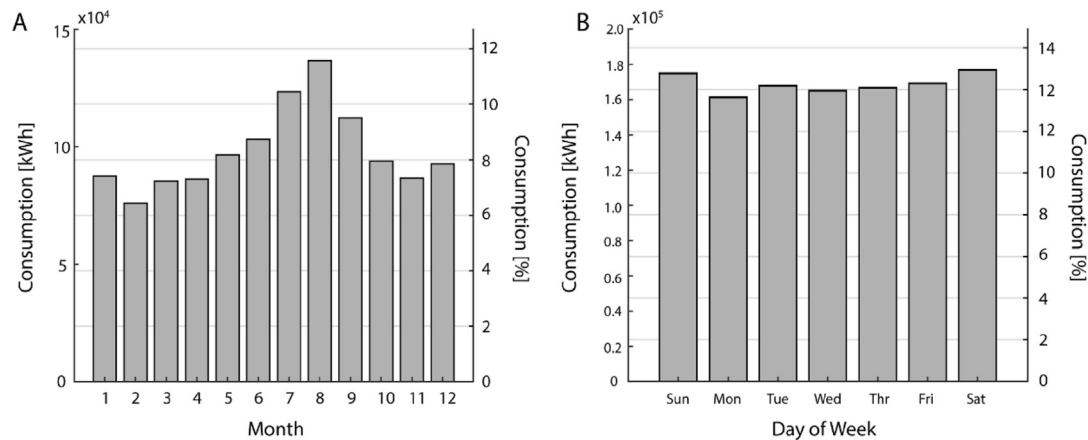 A
x10⁴
15
10
5
0
Consumption [kWh]
12
10
8
6
4
2
0
Consumption [%]
1 2 3 4 5 6 7 8 9 10 11 12
Month
B
x10⁵
2.0
1.8
1.6
1.4
1.2
1.0
0.8
0.6
0.4
0.2
0
Consumption [kWh]
14
12
12
10
8
6
4
2
0
Consumption [%]
Sun Mon Tue Wed Thr Fri Sat
Day of Week